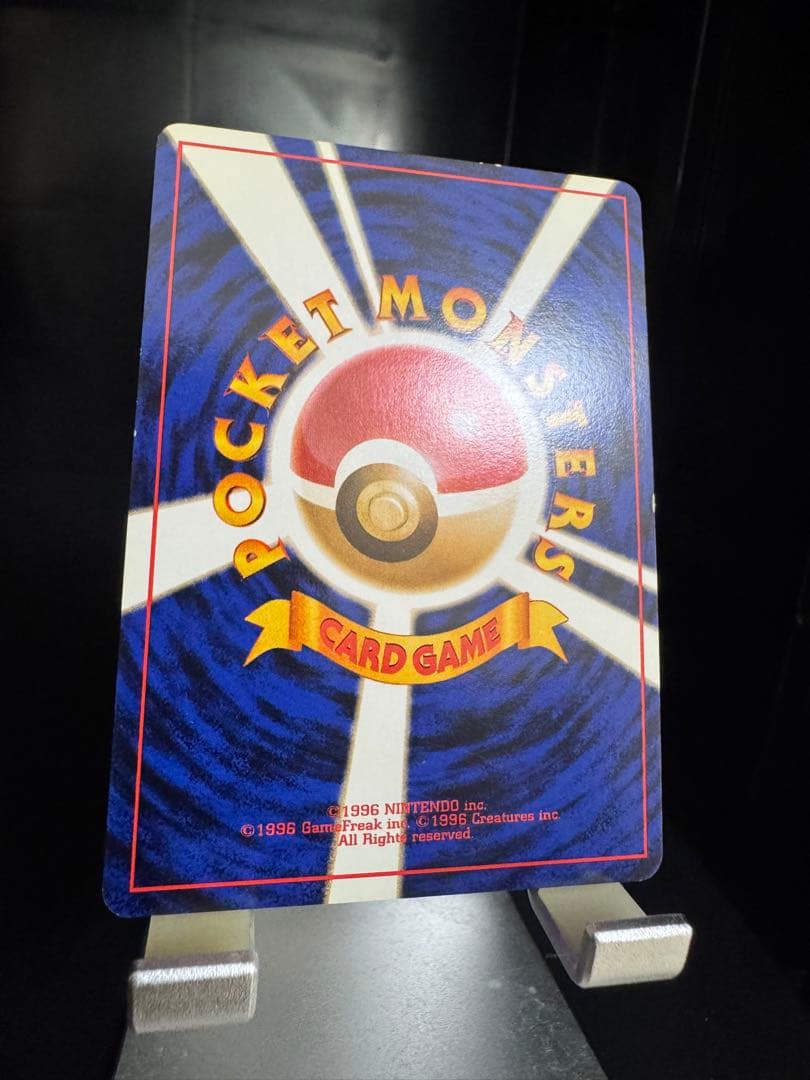 POCKET MONSTERS
CARD GAME
©1996 NINTENDO inc.
©1996 GameFreak inc. ©1996 Creatures inc.
All Rights reserved.